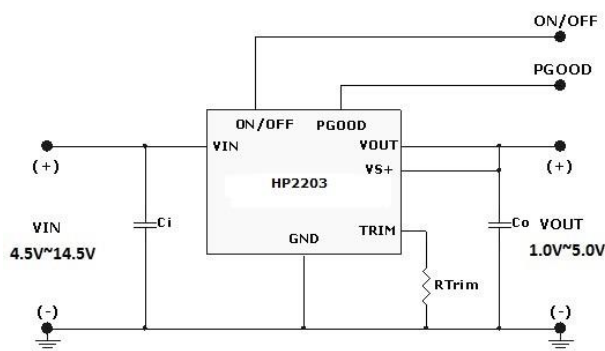 ON/OFF
PGOOD
ON/OFF PGOOD
VIN VOUT
(+) VS+ (+)
HP2203
Ci Co
VIN GND TRIM VOUT
4.5V~14.5V 1.0V~5.0V
RTrim
(-) (-)